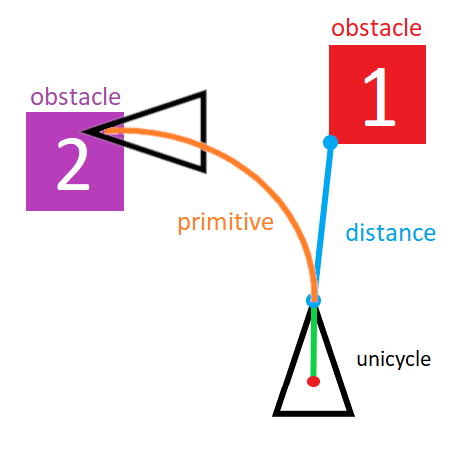 obstacle
1
obstacle
2
primitive
distance
unicycle